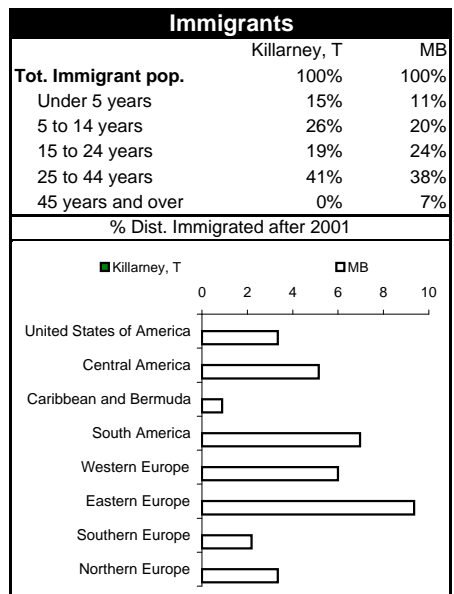 Immigrants
Killarney, T MB
Tot. Immigrant pop. 100% 100%
Under 5 years 15% 11%
5 to 14 years 26% 20%
15 to 24 years 19% 24%
25 to 44 years 41% 38%
45 years and over 0% 7%
% Dist. Immigrated after 2001
Killarney, T MB
0 2 4 6 8 10
United States of America
Central America
Caribbean and Bermuda
South America
Western Europe
Eastern Europe
Southern Europe
Northern Europe